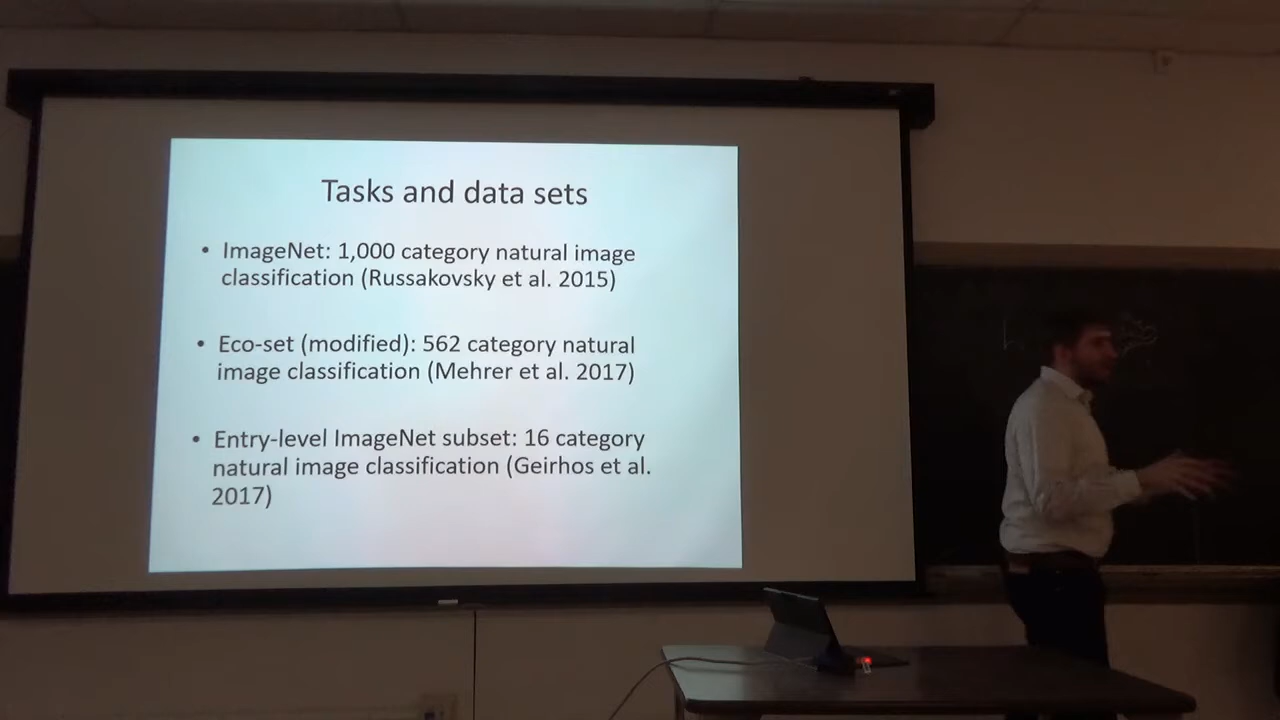 Tasks and data sets
• ImageNet: 1,000 category natural image
classification (Russakovsky et al. 2015)
• Eco-set (modified): 562 category natural
image classification (Mehrer et al. 2017)
• Entry-level ImageNet subset: 16 category
natural image classification (Geirhos et al.
2017)